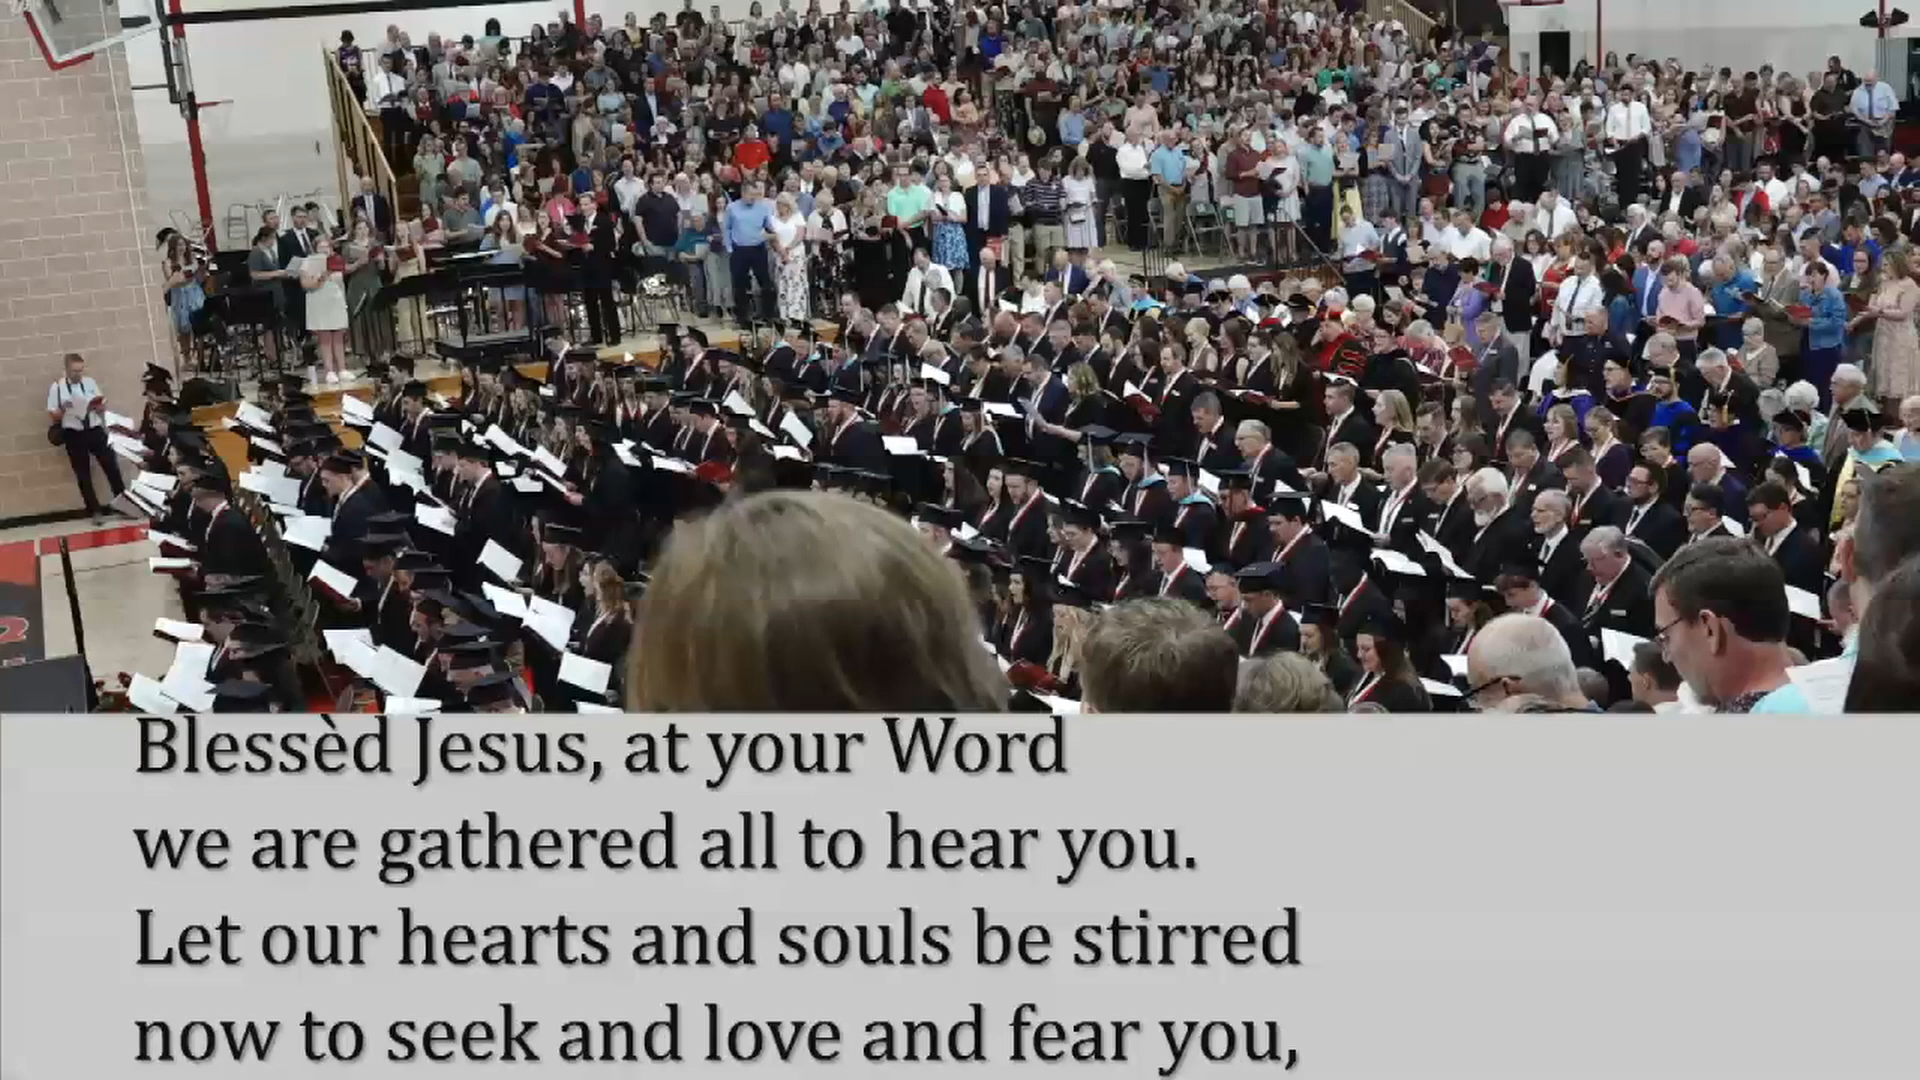 Blessèd Jesus, at your Word
we are gathered all to hear you.
Let our hearts and souls be stirred
now to seek and love and fear you,